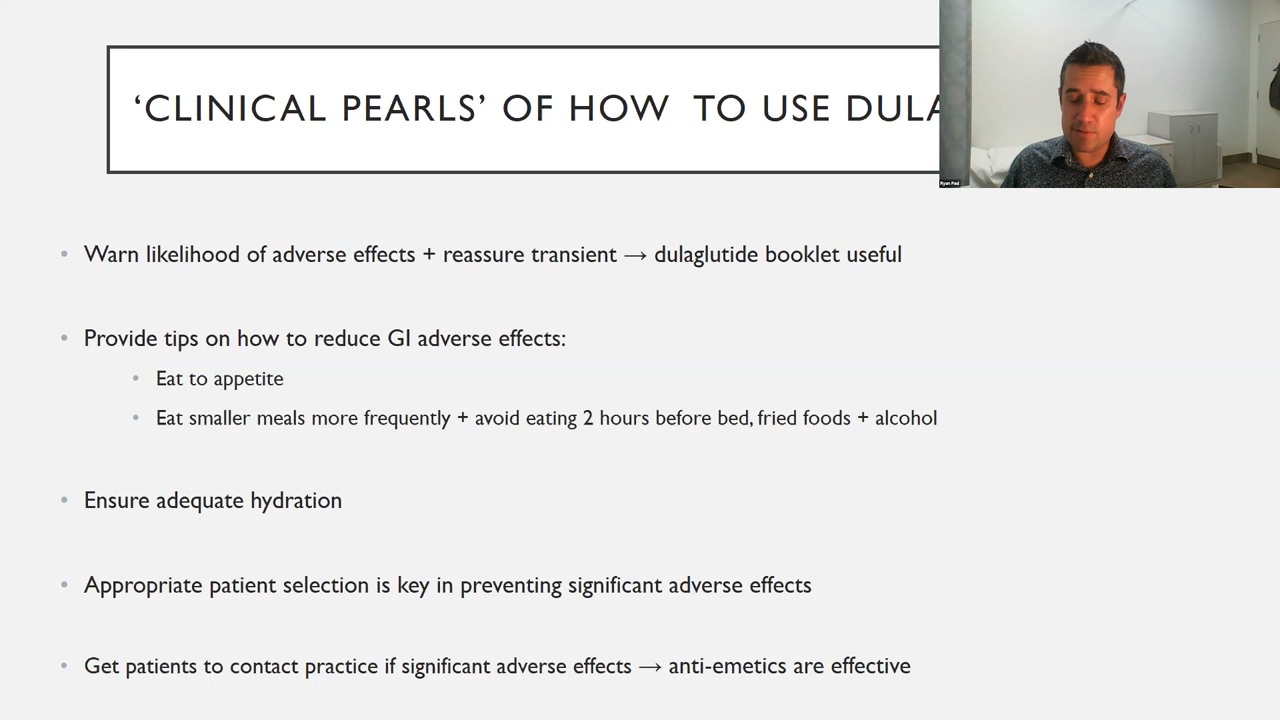 ‘CLINICAL PEARLS’ OF HOW TO USE DULA
Ryan Paul
• Warn likelihood of adverse effects + reassure transient → dulaglutide booklet useful
• Provide tips on how to reduce GI adverse effects:
• Eat to appetite
• Eat smaller meals more frequently + avoid eating 2 hours before bed, fried foods + alcohol
• Ensure adequate hydration
• Appropriate patient selection is key in preventing significant adverse effects
• Get patients to contact practice if significant adverse effects → anti-emetics are effective